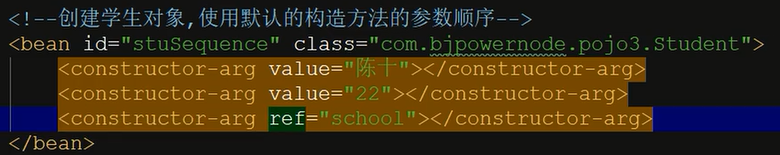 <!--创建学生对象,使用默认的构造方法的参数顺序-->
<bean id="stuSequence" class="com.bjpowernode.pojo3.Student">
<constructor-arg value="陈十"></constructor-arg>
<constructor-arg value="22"></constructor-arg>
<constructor-arg ref="school"></constructor-arg>
</bean>